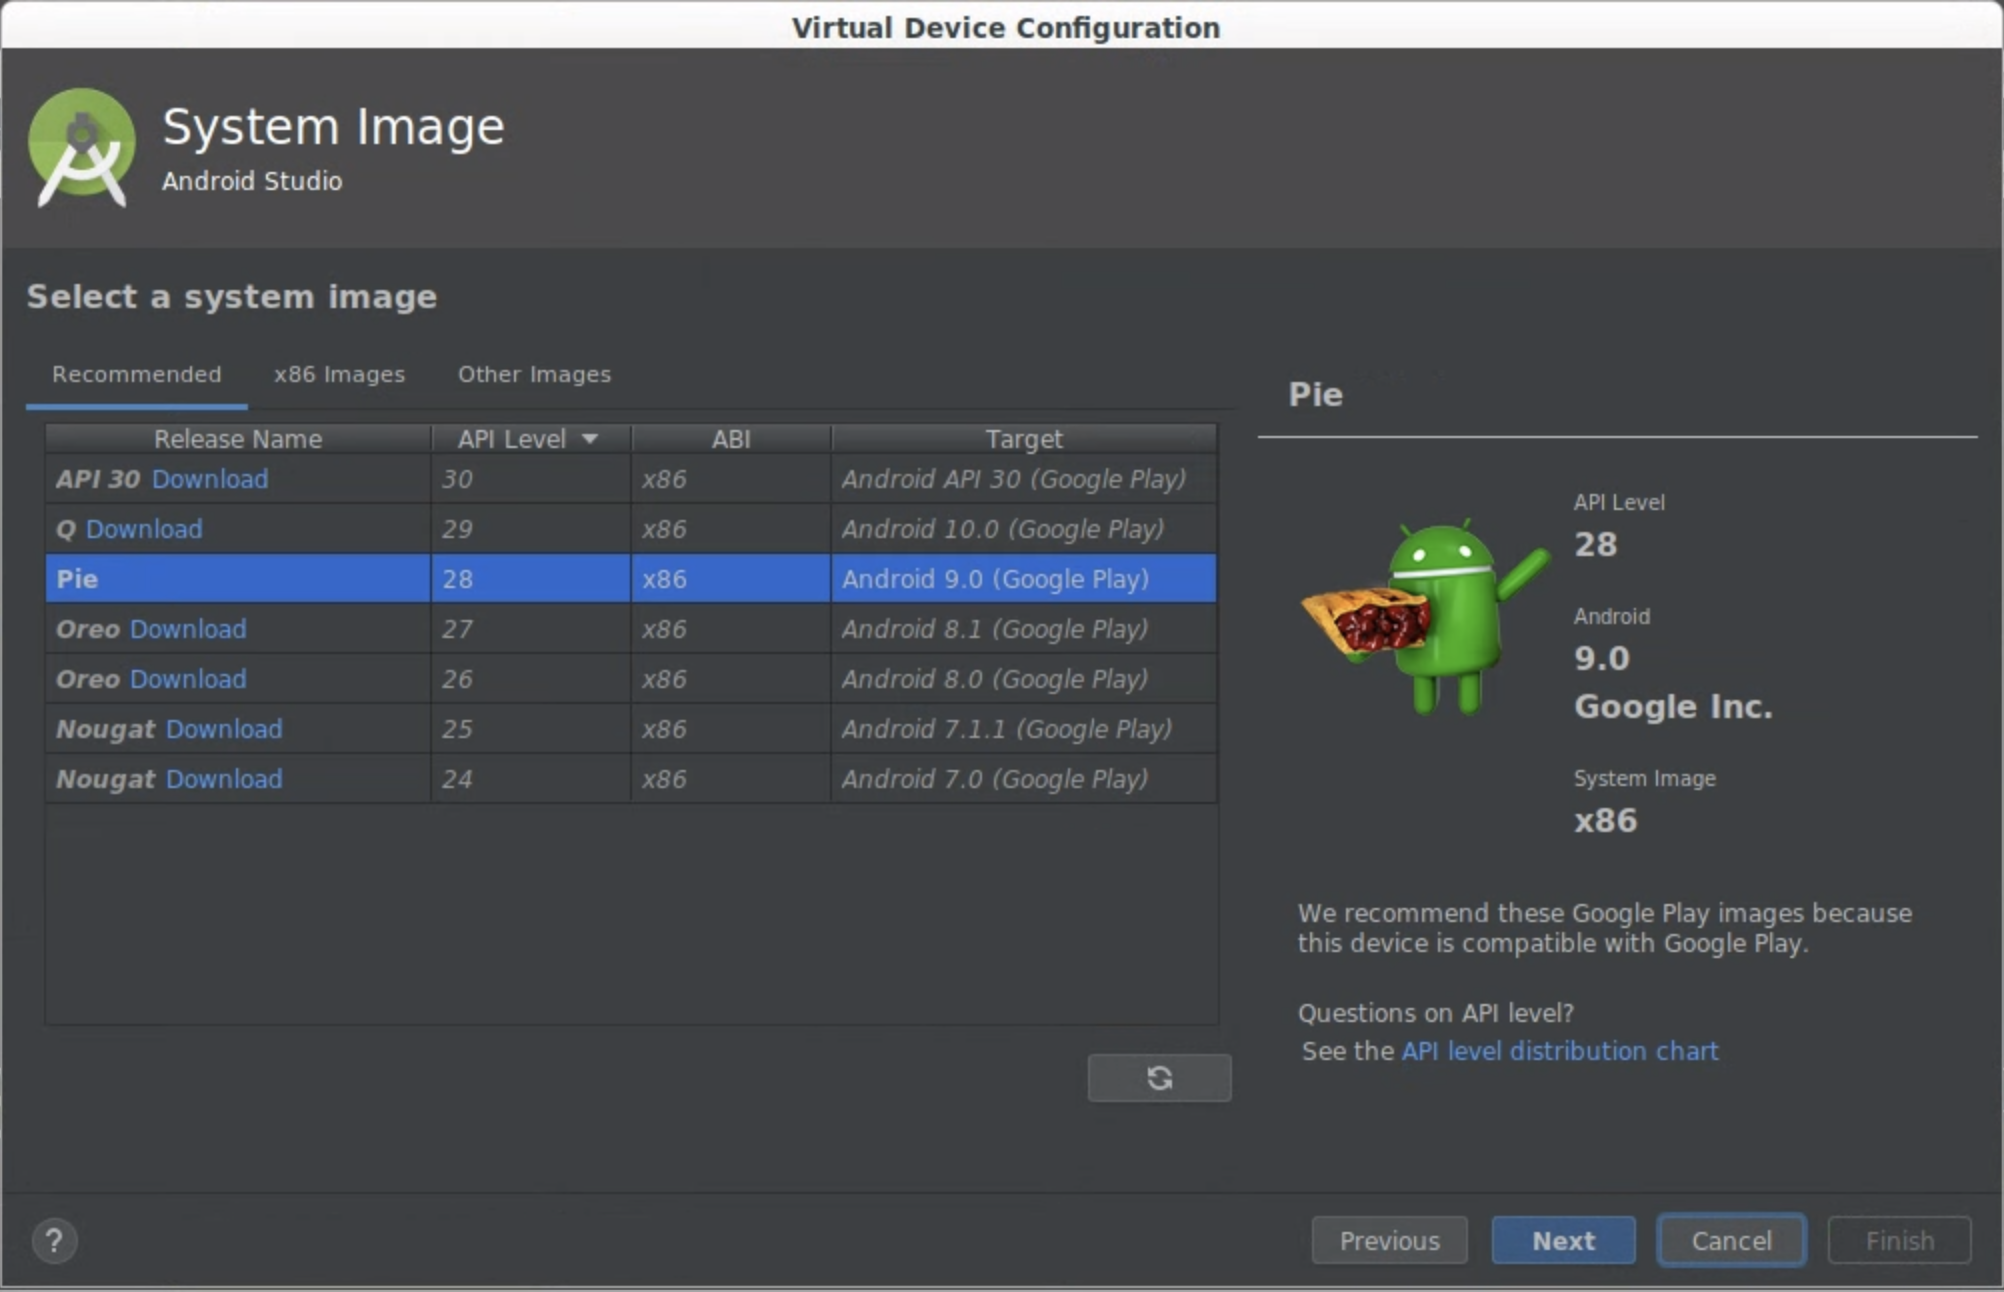 Virtual Device Configuration
System Image
Android Studio
Select a system image
Recommended x86 Images Other Images
Release Name API Level ABI Target
API 30 Download 30 x86 Android API 30 (Google Play)
Q Download 29 x86 Android 10.0 (Google Play)
Pie 28 x86 Android 9.0 (Google Play)
Oreo Download 27 x86 Android 8.1 (Google Play)
Oreo Download 26 x86 Android 8.0 (Google Play)
Nougat Download 25 x86 Android 7.1.1 (Google Play)
Nougat Download 24 x86 Android 7.0 (Google Play)
Pie
API Level
28
Android
9.0
Google Inc.
System Image
x86
We recommend these Google Play images because
this device is compatible with Google Play.
Questions on API level?
See the API level distribution chart
? Previous Next Cancel Finish